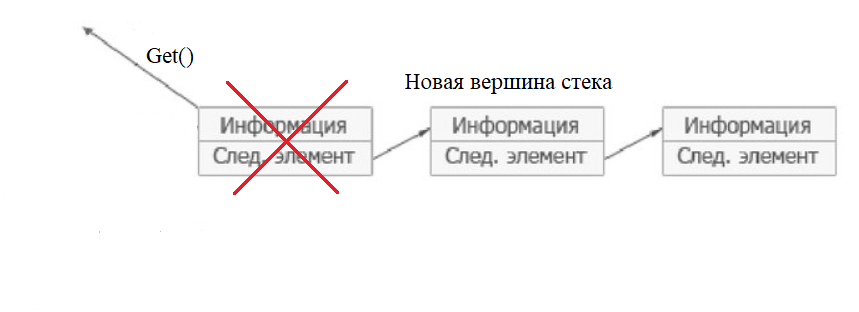 Get()
Новая вершина стека
Информация
След. элемент
Информация
След. элемент
Информация
След. элемент